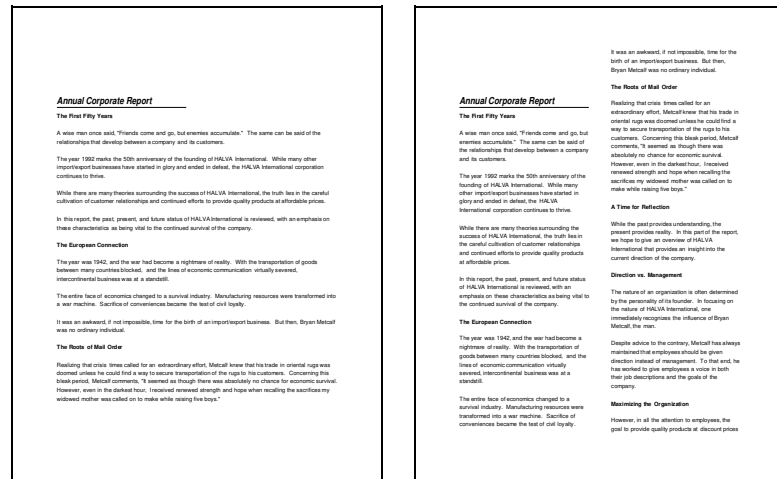 Annual Corporate Report
The First Fifty Years
A wise man once said, "Friends come and go, but enemies accumulate." The same can be said of the
relationships that develop between a company and its customers.
The year 1992 marks the 50th anniversary of the founding of HALVA International. While many other
import/export businesses have started in glory and ended in defeat, the HALVA International corporation
continues to thrive.
While there are many theories surrounding the success of HALVA International, the truth lies in the careful
cultivation of customer relationships and continued efforts to provide quality products at affordable prices.
In this report, the past, present, and future status of HALVA International is reviewed, with an emphasis on
these characteristics as being vital to the continued survival of the company.
The European Connection
The year was 1942, and the war had become a nightmare of reality. With the transportation of goods
between many countries blocked, and the lines of economic communication virtually severed,
intercontinental business was at a standstill.
The entire face of economics changed to a survival industry. Manufacturing resources were transformed into
a war machine. Sacrifice of conveniences became the test of civil loyalty.
It was an awkward, if not impossible, time for the birth of an import/export business. But then, Bryan Metcalf
was no ordinary individual.
The Roots of Mail Order
Realizing that crisis times called for an extraordinary effort, Metcalf knew that his trade in oriental rugs was
doomed unless he could find a way to secure transportation of the rugs to his customers. Concerning this
bleak period, Metcalf comments, "It seemed as though there was absolutely no chance for economic survival.
However, even in the darkest hour, I received renewed strength and hope when recalling the sacrifices my
widowed mother was called on to make while raising five boys."
Annual Corporate Report
The First Fifty Years
A wise man once said, "Friends come and go, but
enemies accumulate." The same can be said of
the relationships that develop between a company
and its customers.
The year 1992 marks the 50th anniversary of the
founding of HALVA International. While many
other import/export businesses have started in
glory and ended in defeat, the HALVA
International corporation continues to thrive.
While there are many theories surrounding the
success of HALVA International, the truth lies in
the careful cultivation of customer relationships
and continued efforts to provide quality products
at affordable prices.
In this report, the past, present, and future status
of HALVA International is reviewed, with an
emphasis on these characteristics as being vital to
the continued survival of the company.
The European Connection
The year was 1942, and the war had become a
nightmare of reality. With the transportation of
goods between many countries blocked, and the
lines of economic communication virtually
severed, intercontinental business was at a
standstill.
The entire face of economics changed to a
survival industry. Manufacturing resources were
transformed into a war machine. Sacrifice of
conveniences became the test of civil loyalty.
It was an awkward, if not impossible, time for the
birth of an import/export business. But then,
Bryan Metcalf was no ordinary individual.
The Roots of Mail Order
Realizing that crisis times called for an
extraordinary effort, Metcalf knew that his trade in
oriental rugs was doomed unless he could find a
way to secure transportation of the rugs to his
customers. Concerning this bleak period, Metcalf
comments, "It seemed as though there was
absolutely no chance for economic survival.
However, even in the darkest hour, I received
renewed strength and hope when recalling the
sacrifices my widowed mother was called on to
make while raising five boys."
A Time for Reflection
While the past provides understanding, the
present provides reality. In this part of the report,
we hope to give an overview of HALVA
International that provides an insight into the
current direction of the company.
Direction vs. Management
The nature of an organization is often determined
by the personality of its founder. In focusing on
the nature of HALVA International, one
immediately recognizes the influence of Bryan
Metcalf, the man.
Despite advice to the contrary, Metcalf has always
maintained that employees should be given
direction instead of management. To that end, he
has worked to give employees a voice in both
their job descriptions and the goals of the
company.
Maximizing the Organization
However, in all the attention to employees, the
goal to provide quality products at discount prices